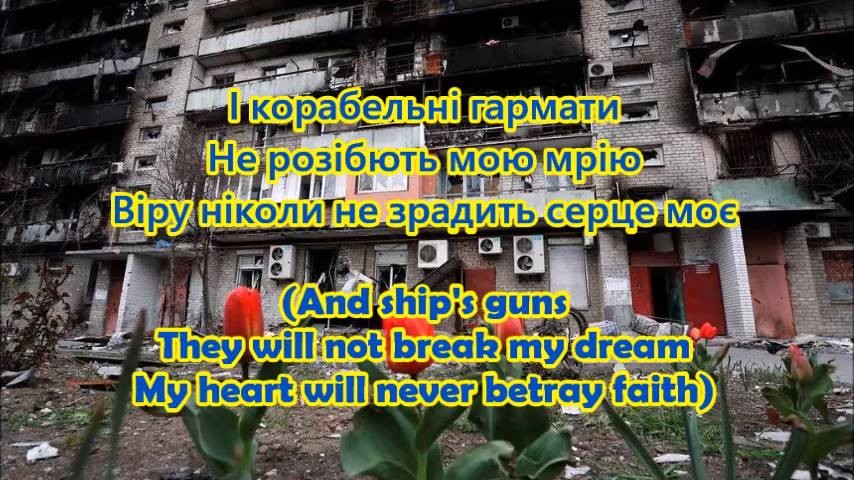 І корабельні гармати
Не розібють мою мрію
Віру ніколи не зрадить серце моє
(And ship's guns
They will not break my dream
My heart will never betray faith)